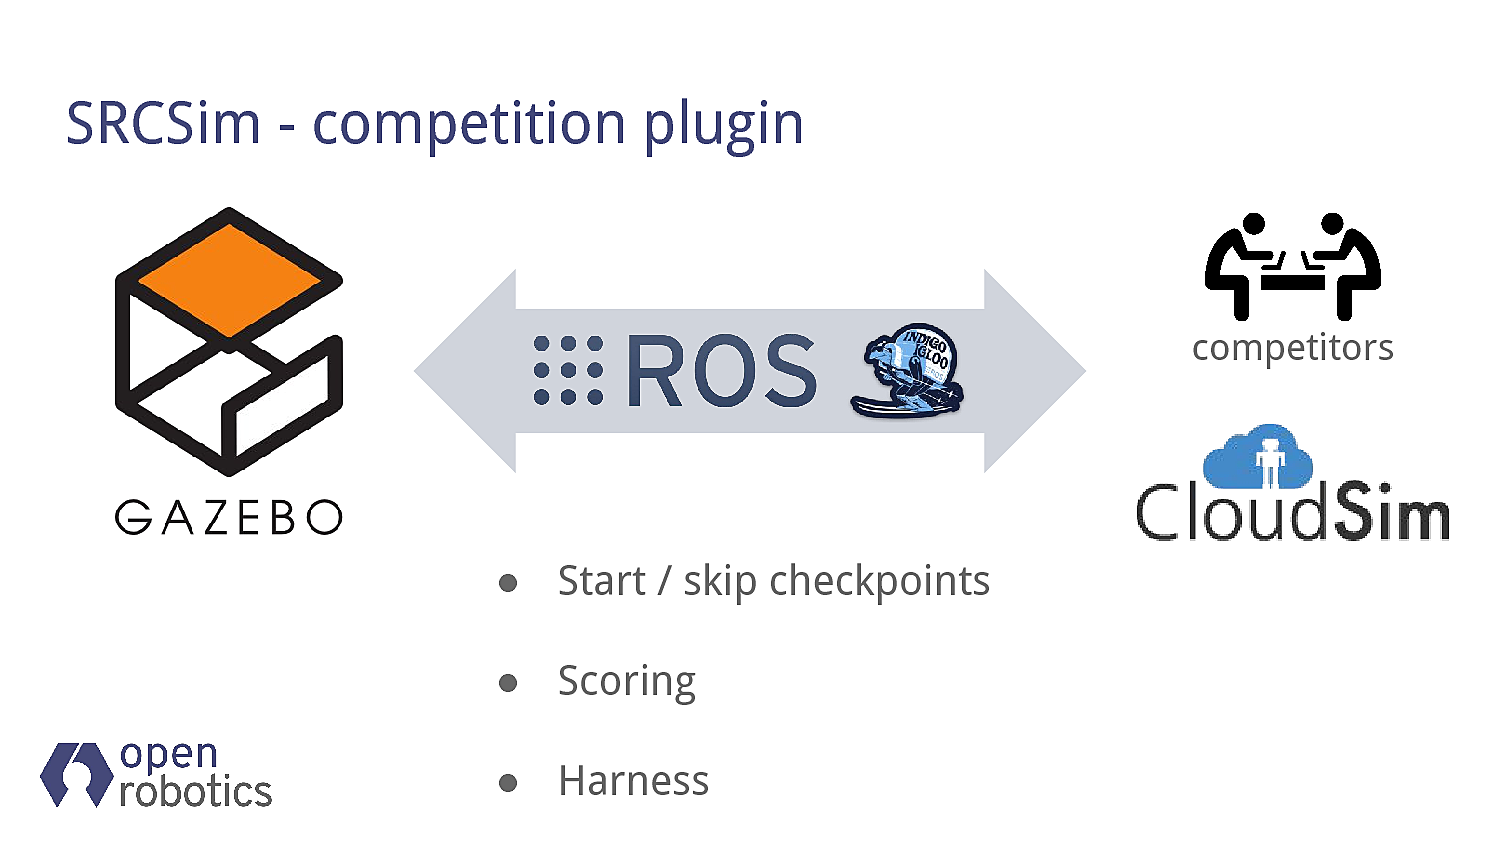 SRCSim - competition plugin
GAZEBO
ROS
INDIGO
IGLOO
competitors
CloudSim
● Start / skip checkpoints
● Scoring
● Harness
open
robotics